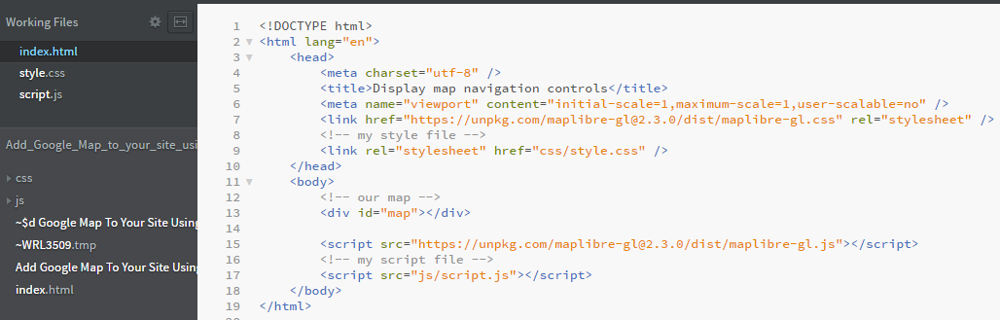 Working Files
index.html
style.css
script.js
Add_Google_Map_to_your_site_usi
css
js
~$d Google Map To Your Site Using
~WRL3509.tmp
Add Google Map To Your Site Using
index.html
1 <!DOCTYPE html>
2 <html lang="en">
3 <head>
4 <meta charset="utf-8" />
5 <title>Display map navigation controls</title>
6 <meta name="viewport" content="initial-scale=1,maximum-scale=1,user-scalable=no" />
7 <link href="https://unpkg.com/maplibre-gl@2.3.0/dist/maplibre-gl.css" rel="stylesheet" />
8 <!-- my style file -->
9 <link rel="stylesheet" href="css/style.css" />
10 </head>
11 <body>
12 <!-- our map -->
13 <div id="map"></div>
14
15 <script src="https://unpkg.com/maplibre-gl@2.3.0/dist/maplibre-gl.js"></script>
16 <!-- my script file -->
17 <script src="js/script.js"></script>
18 </body>
19 </html>